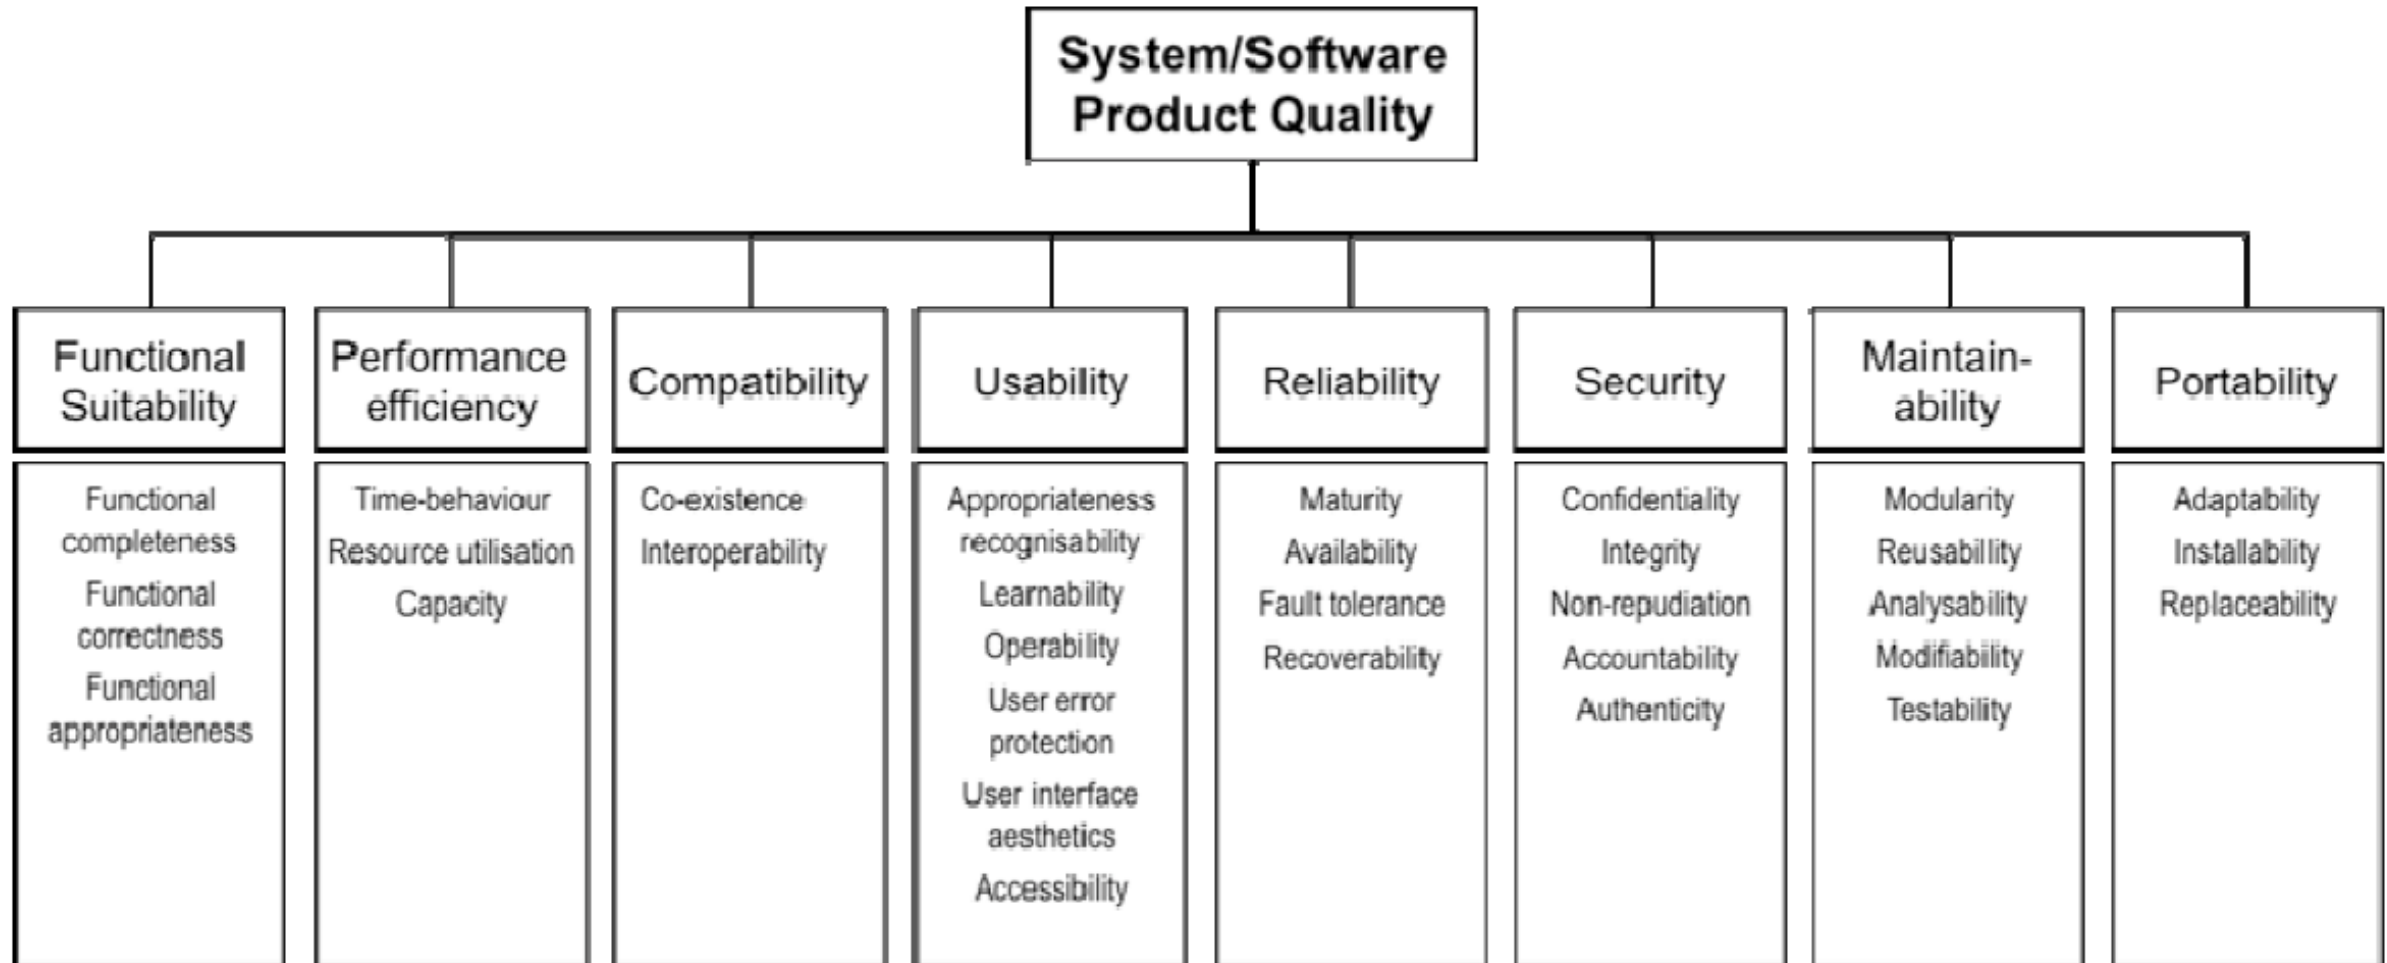 System/Software
Product Quality
Functional
Suitability
Performance
efficiency
Compatibility
Usability
Reliability
Security
Maintain-
ability
Portability
Functional
completeness
Functional
correctness
Functional
appropriateness
Time-behaviour
Resource utilisation
Capacity
Co-existence
Interoperability
Appropriateness
recognisability
Learnability
Operability
User error
protection
User interface
aesthetics
Accessibility
Maturity
Availability
Fault tolerance
Recoverability
Confidentiality
Integrity
Non-repudiation
Accountability
Authenticity
Modularity
Reusability
Analysability
Modifiability
Testability
Adaptability
Installability
Replaceability